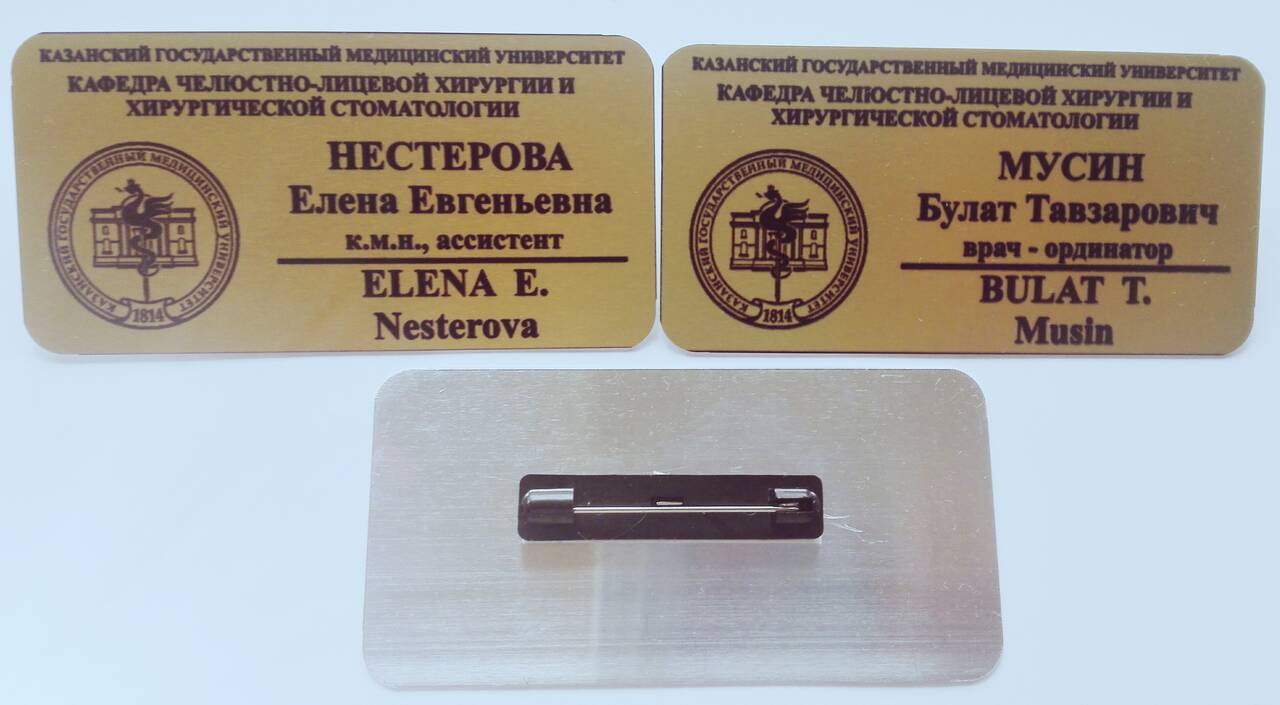 КАЗАНСКИЙ ГОСУДАРСТВЕННЫЙ МЕДИЦИНСКИЙ УНИВЕРСИТЕТ
КАФЕДРА ЧЕЛЮСТНО-ЛИЦЕВОЙ ХИРУРГИИ И
ХИРУРГИЧЕСКОЙ СТОМАТОЛОГИИ
КАЗАНСКИЙ ГОСУДАРСТВЕННЫЙ МЕДИЦИНСКИЙ УНИВЕРСИТЕТ
1814
НЕСТЕРОВА
Елена Евгеньевна
к.м.н., ассистент
ELENA E.
Nesterova
КАЗАНСКИЙ ГОСУДАРСТВЕННЫЙ МЕДИЦИНСКИЙ УНИВЕРСИТЕТ
КАФЕДРА ЧЕЛЮСТНО-ЛИЦЕВОЙ ХИРУРГИИ И
ХИРУРГИЧЕСКОЙ СТОМАТОЛОГИИ
КАЗАНСКИЙ ГОСУДАРСТВЕННЫЙ МЕДИЦИНСКИЙ УНИВЕРСИТЕТ
1814
МУСИН
Булат Тавзарович
врач - ординатор
BULAT T.
Musin